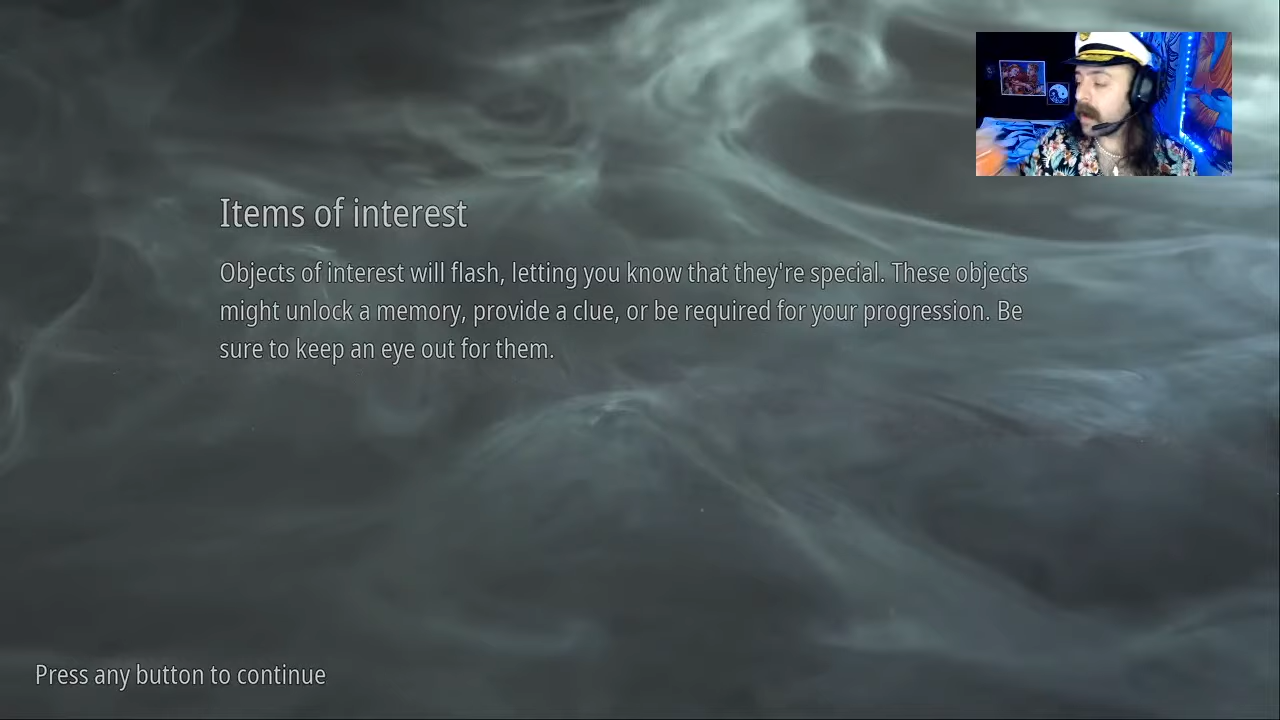 Items of interest
Objects of interest will flash, letting you know that they're special. These objects
might unlock a memory, provide a clue, or be required for your progression. Be
sure to keep an eye out for them.
Press any button to continue